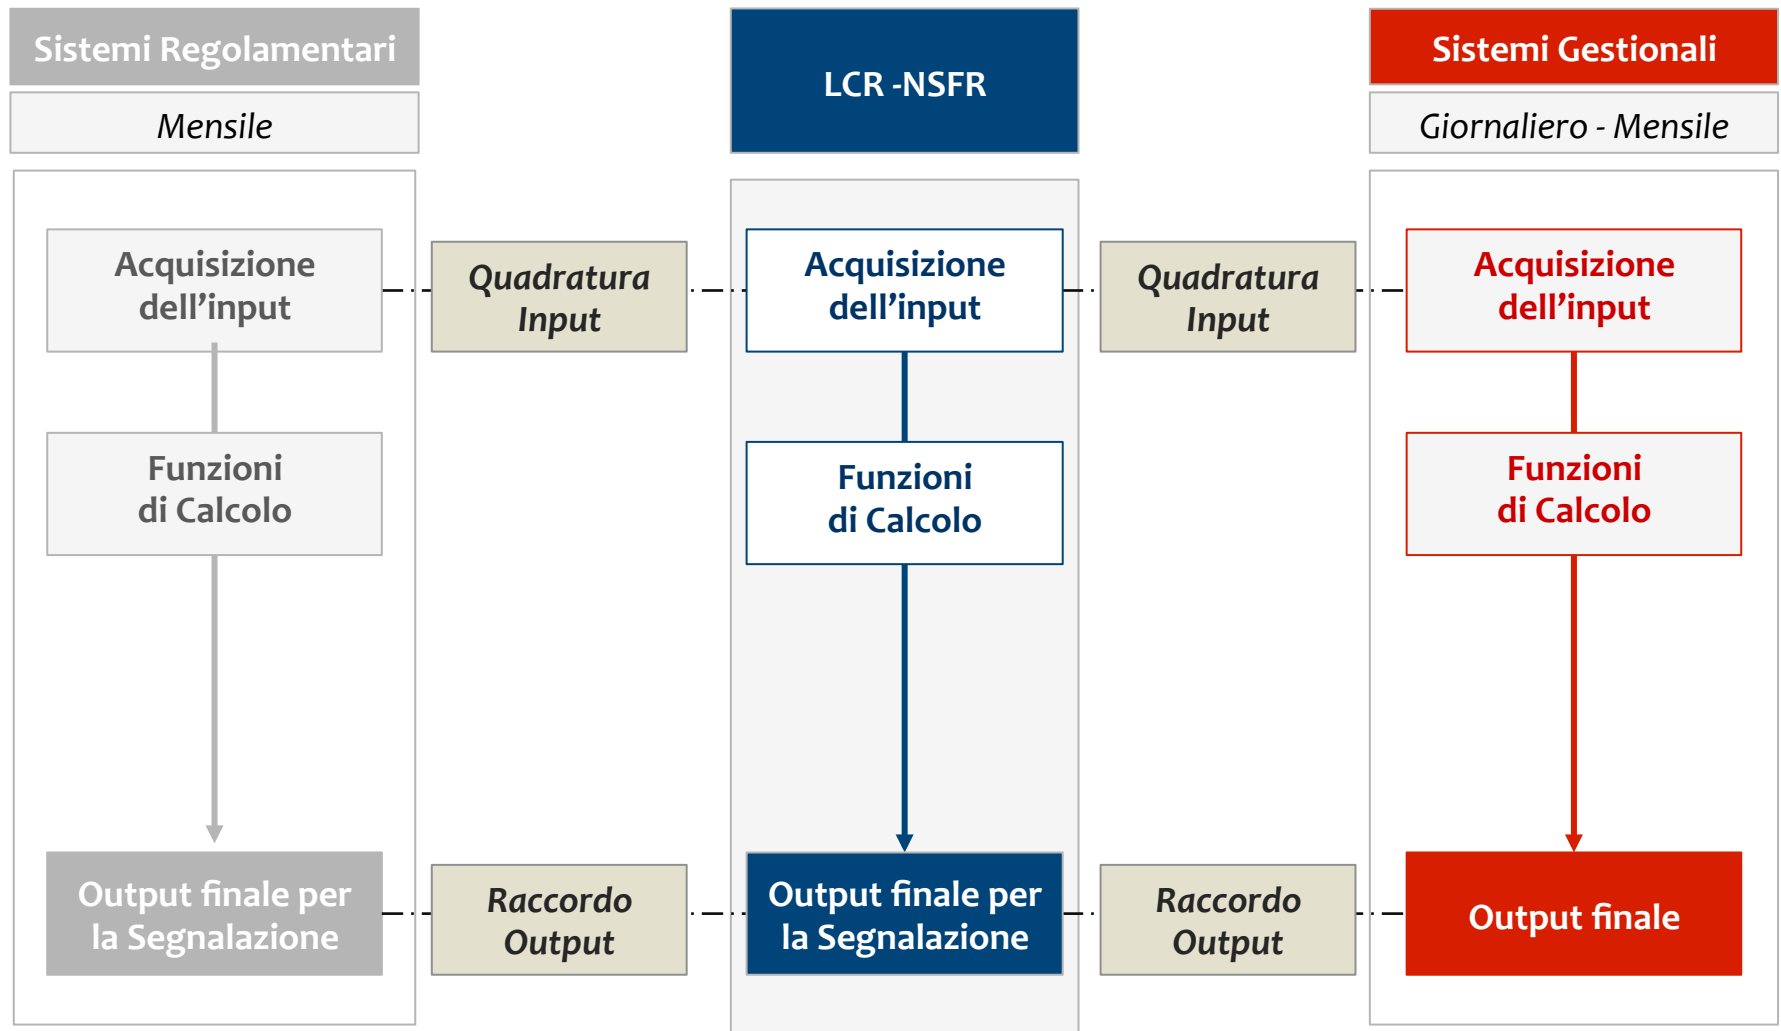 Sistemi Regolamentari
LCR -NSFR
Sistemi Gestionali
Mensile
Giornaliero - Mensile
Acquisizione
dell’input
Quadratura
Input
Acquisizione
dell’input
Quadratura
Input
Acquisizione
dell’input
Funzioni
di Calcolo
Funzioni
di Calcolo
Funzioni
di Calcolo
Output finale per
la Segnalazione
Raccordo
Output
Output finale per
la Segnalazione
Raccordo
Output
Output finale